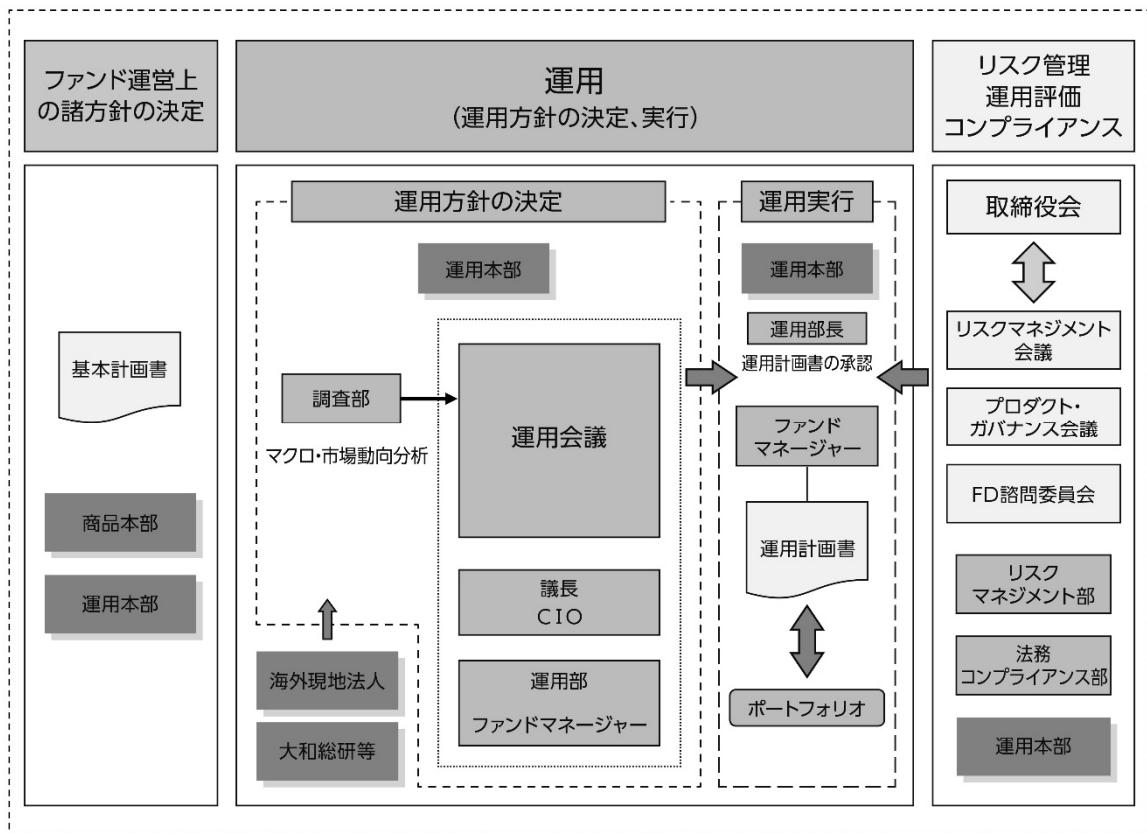 ファンド運営上
の諸方針の決定
運用
(運用方針の決定、実行)
リスク管理
運用評価
コンプライアンス
基本計画書
商品本部
運用本部
運用方針の決定
運用本部
調査部
マクロ・市場動向分析
運用会議
議長
CIO
運用部
ファンドマネージャー
海外現地法人
大和総研等
運用実行
運用本部
運用部長
運用計画書の承認
ファンド
マネージャー
運用計画書
ポートフォリオ
取締役会
リスクマネジメント
会議
プロダクト・
ガバナンス会議
FD諮問委員会
リスク
マネジメント部
法務
コンプライアンス部
運用本部